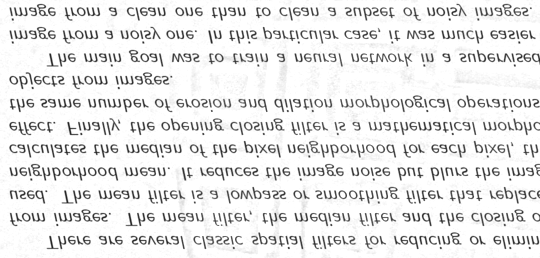 There are several classic spatial filters for reducing or elimin
from images. The mean filter, the median filter and the closing o
used. The mean filter is a lowpass or smoothing filter that replace
neighborhood mean. It reduces the image noise but blurs the imag
calculates the median of the pixel neighborhood for each pixel, th
effect. Finally, the opening closing filter is a mathematical morpho
the same number of erosion and dilation morphological operations
objects from images.
The main goal was to train a neural network in a supervised
image from a noisy one. In this particular case, it was much easier
image from a clean one than to clean a subset of noisy images.